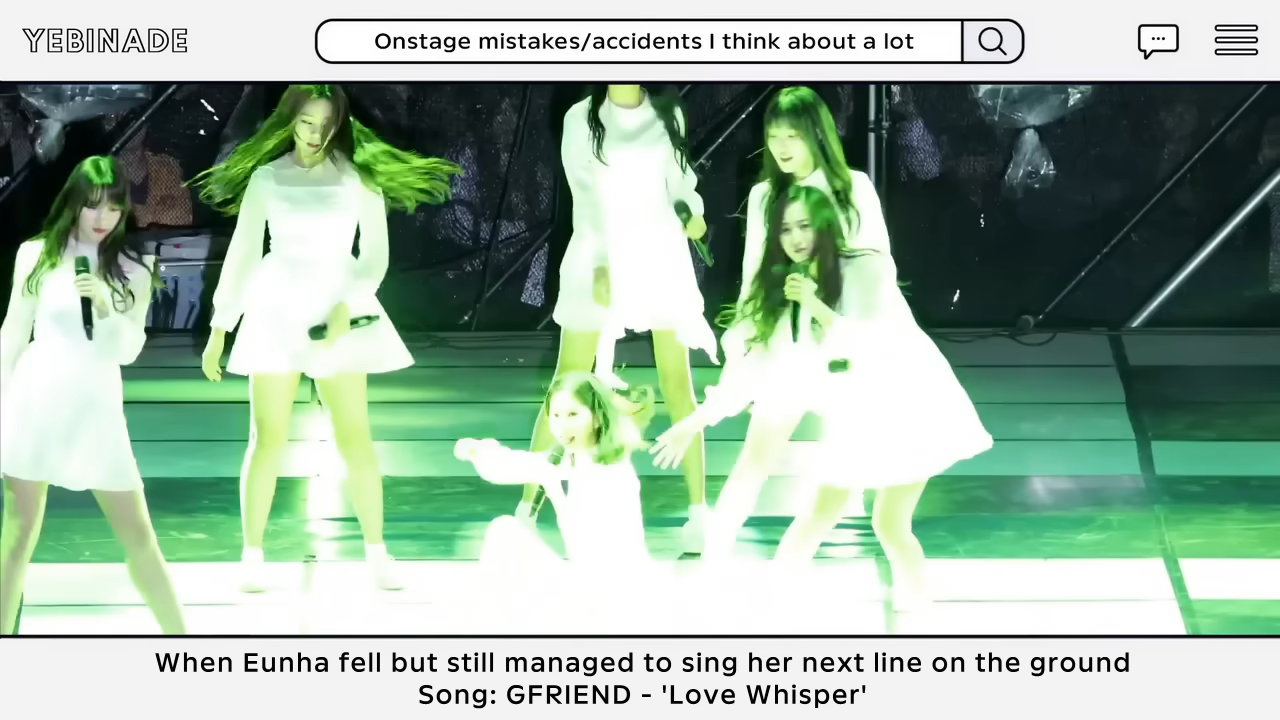 YEBINADE
Onstage mistakes/accidents I think about a lot
When Eunha fell but still managed to sing her next line on the ground
Song: GFRIEND - 'Love Whisper'